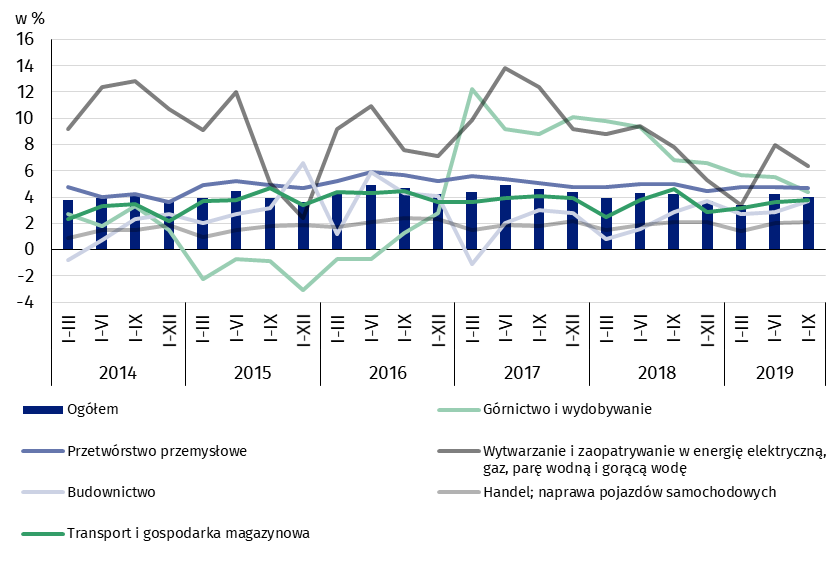 w %
16
14
12
10
8
6
4
2
0
-2
-4
I-III I-VI I-IX I-XII I-III I-VI I-IX I-XII I-III I-VI I-IX I-XII I-III I-VI I-IX I-XII I-III I-VI I-IX I-XII I-III I-VI I-IX
2014 2015 2016 2017 2018 2019
Ogółem
Górnictwo i wydobywanie
Przetwórstwo przemysłowe
Wytwarzanie i zaopatrywanie w energię elektryczną,
gaz, parę wodną i gorącą wodę
Budownictwo
Handel; naprawa pojazdów samochodowych
Transport i gospodarka magazynowa